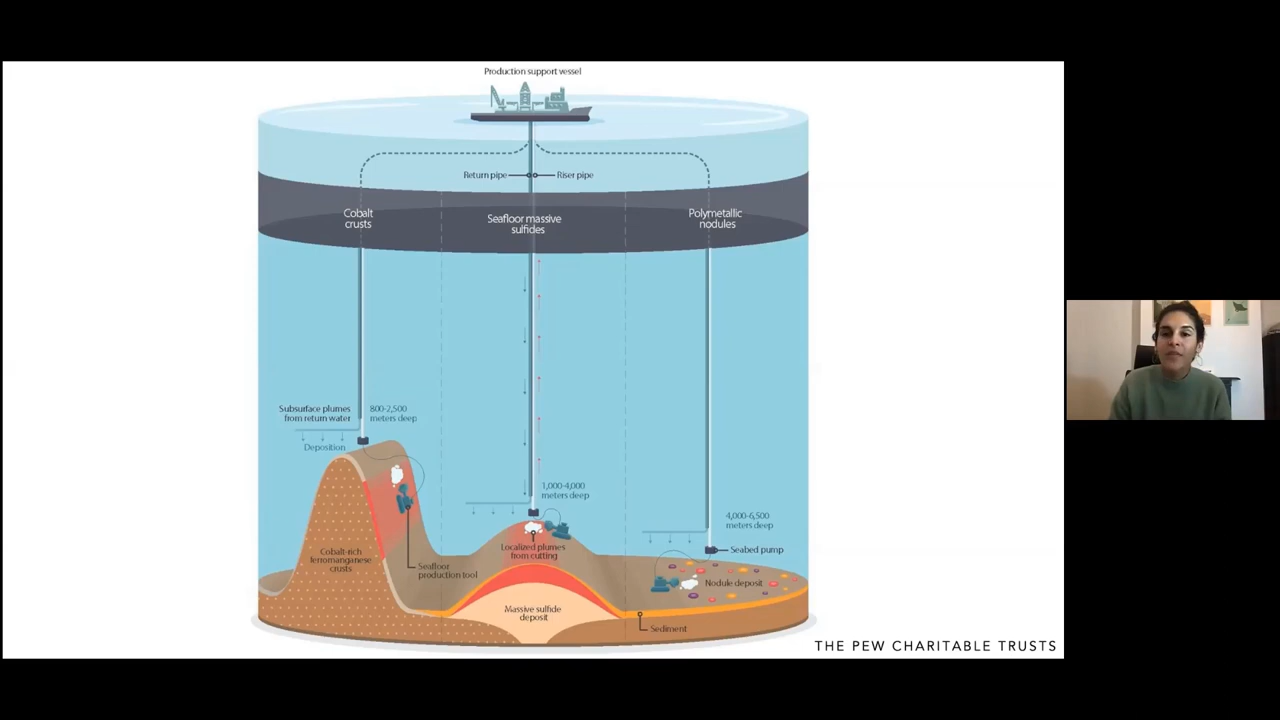 Production support vessel
Return pipe
Riser pipe
Cobalt
crusts
Seafloor massive
sulfides
Polymetallic
nodules
Subsurface plumes
from return water
800-2,500
meters deep
Deposition
1,000-4,000
meters deep
4,000-6,500
meters deep
Localized plumes
from cutting
Seabed pump
Cobalt-rich
ferromanganese
crusts
Seafloor
production tool
Nodule deposit
Massive sulfide
deposit
Sediment
THE PEW CHARITABLE TRUSTS